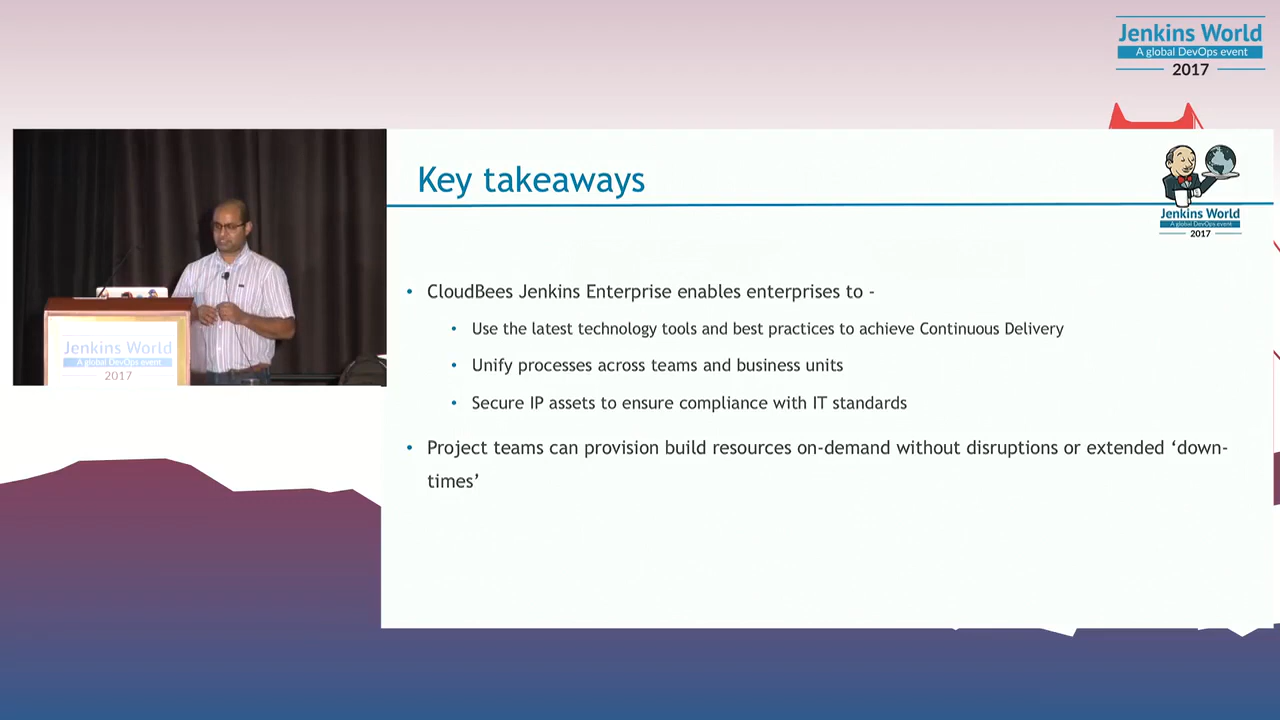 Jenkins World
A global DevOps event
2017
Key takeaways
Jenkins World
A global DevOps event
2017
• CloudBees Jenkins Enterprise enables enterprises to -
• Use the latest technology tools and best practices to achieve Continuous Delivery
• Unify processes across teams and business units
• Secure IP assets to ensure compliance with IT standards
• Project teams can provision build resources on-demand without disruptions or extended ‘down-
times’
Jenkins World
A global DevOps event
2017